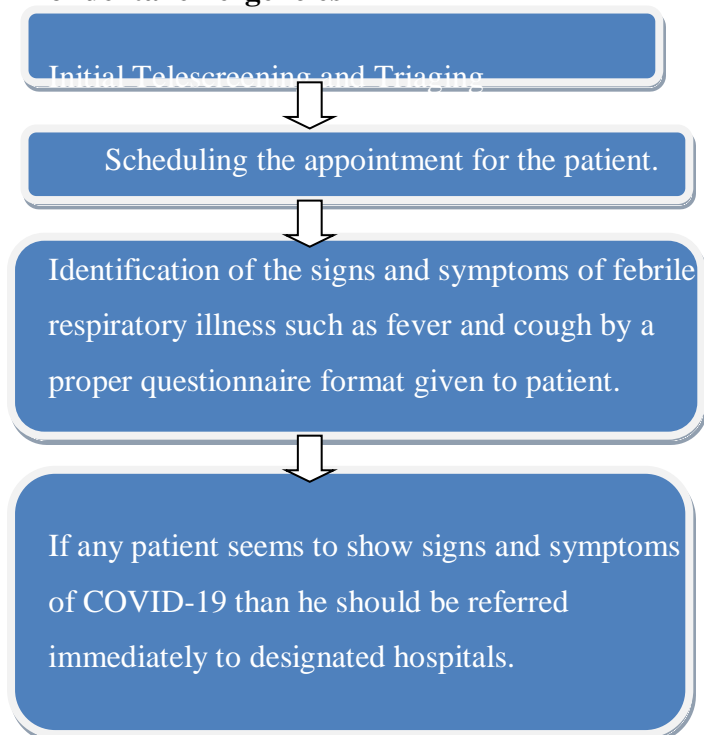 Initial Telescreening and Triaging
Scheduling the appointment for the patient.
Identification of the signs and symptoms of febrile
respiratory illness such as fever and cough by a
proper questionnaire format given to patient.
If any patient seems to show signs and symptoms
of COVID-19 than he should be referred
immediately to designated hospitals.